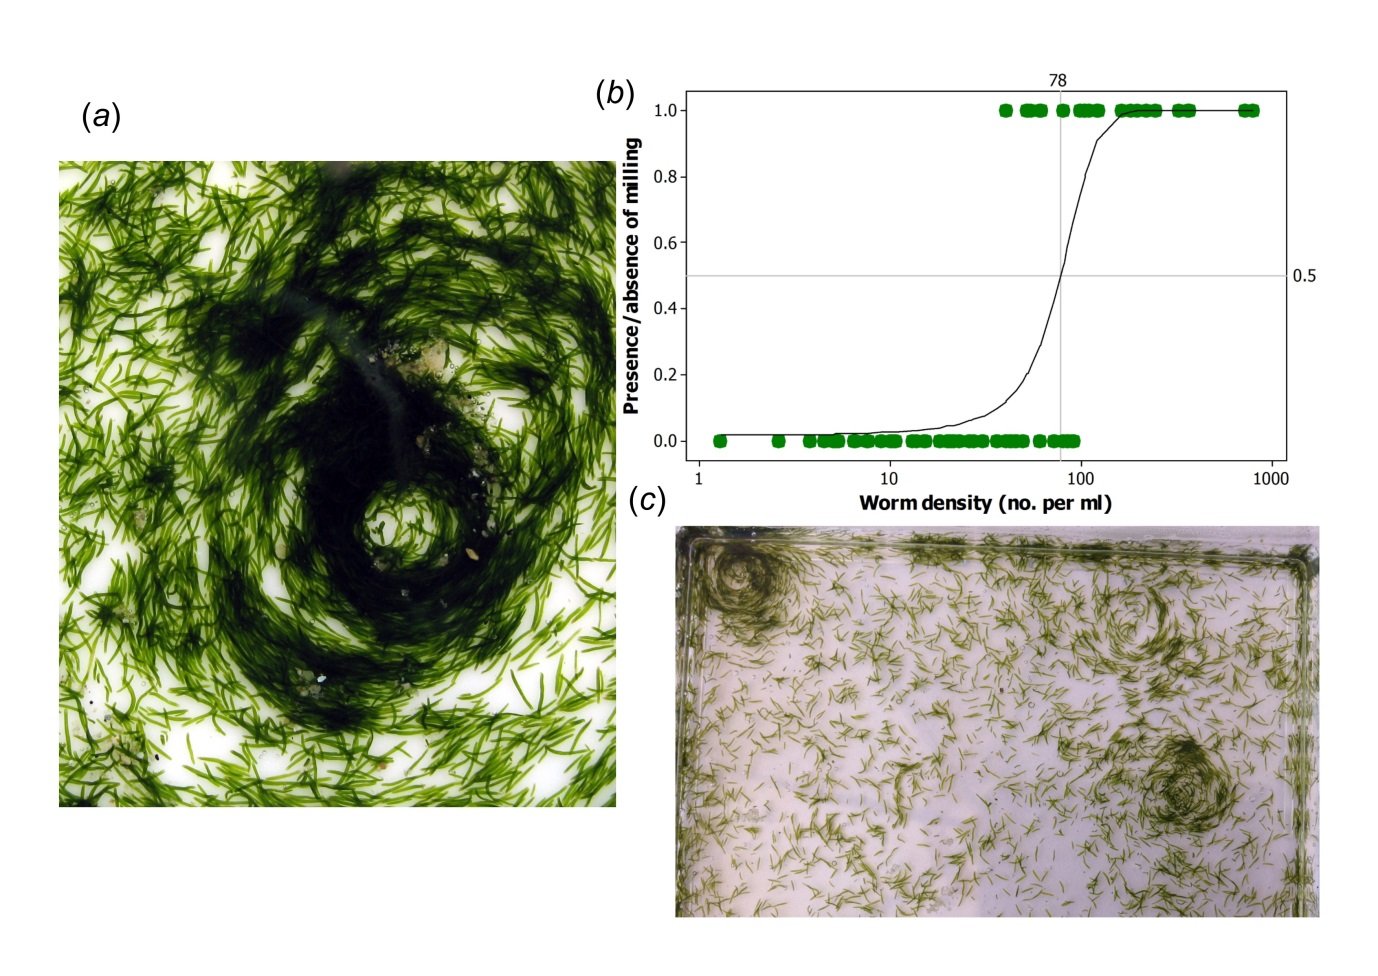 (a)
(b)
78
1.0
0.8
0.6
0.4
0.2
0.0
0.5
Presence/absence of milling
1 10 100 1000
Worm density (no. per ml)
(c)